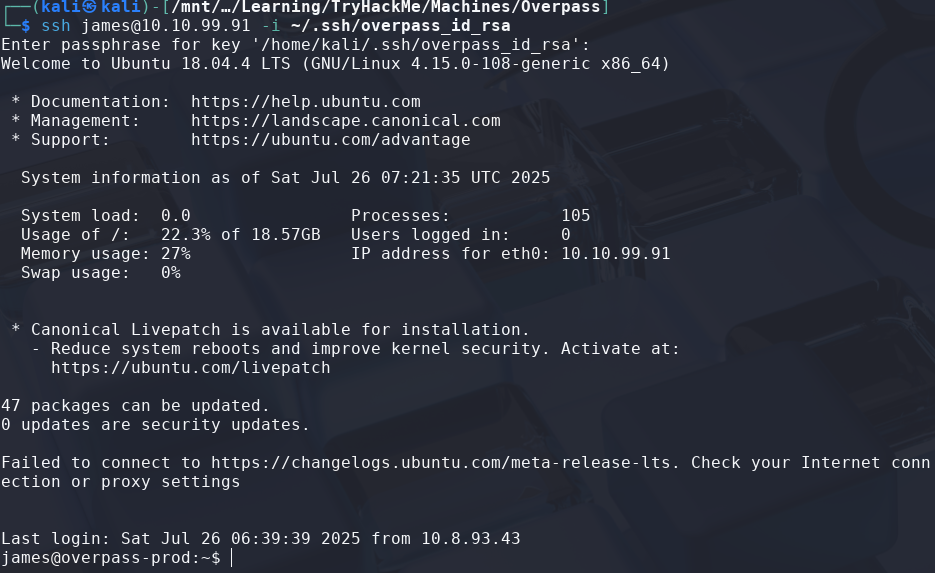 ┌──(kali㉿kali)-[/mnt/…/Learning/TryHackMe/Machines/Overpass]
└─$ ssh james@10.10.99.91 -i ~/.ssh/overpass_id_rsa
Enter passphrase for key '/home/kali/.ssh/overpass_id_rsa':
Welcome to Ubuntu 18.04.4 LTS (GNU/Linux 4.15.0-108-generic x86_64)

 * Documentation:  https://help.ubuntu.com
 * Management:     https://landscape.canonical.com
 * Support:        https://ubuntu.com/advantage

  System information as of Sat Jul 26 07:21:35 UTC 2025

  System load:  0.0                Processes:           105
  Usage of /:   22.3% of 18.57GB   Users logged in:     0
  Memory usage: 27%                IP address for eth0: 10.10.99.91
  Swap usage:   0%


 * Canonical Livepatch is available for installation.
   - Reduce system reboots and improve kernel security. Activate at:
     https://ubuntu.com/livepatch

47 packages can be updated.
0 updates are security updates.

Failed to connect to https://changelogs.ubuntu.com/meta-release-lts. Check your Internet conn
ection or proxy settings


Last login: Sat Jul 26 06:39:39 2025 from 10.8.93.43
james@overpass-prod:~$